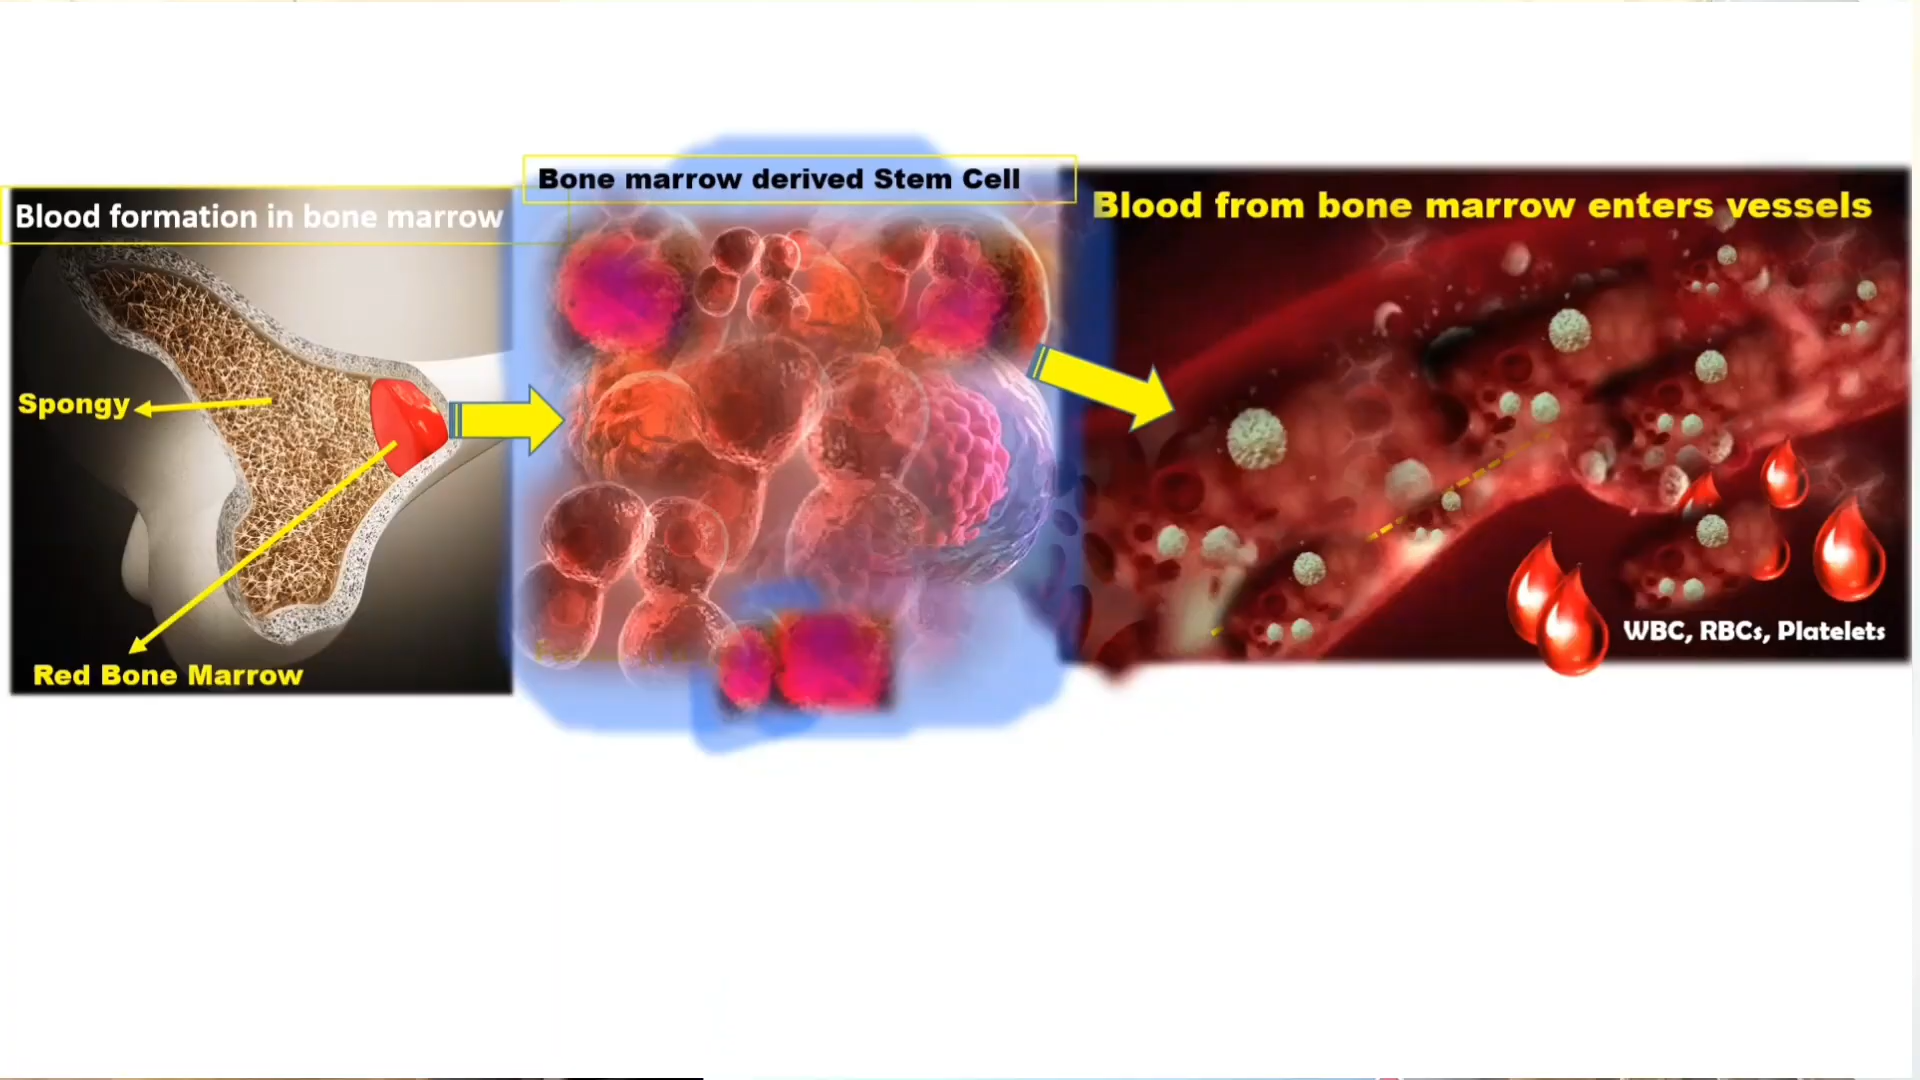 Blood formation in bone marrow
Spongy
Red Bone Marrow
Bone marrow derived Stem Cell
Blood from bone marrow enters vessels
WBC, RBCs, Platelets